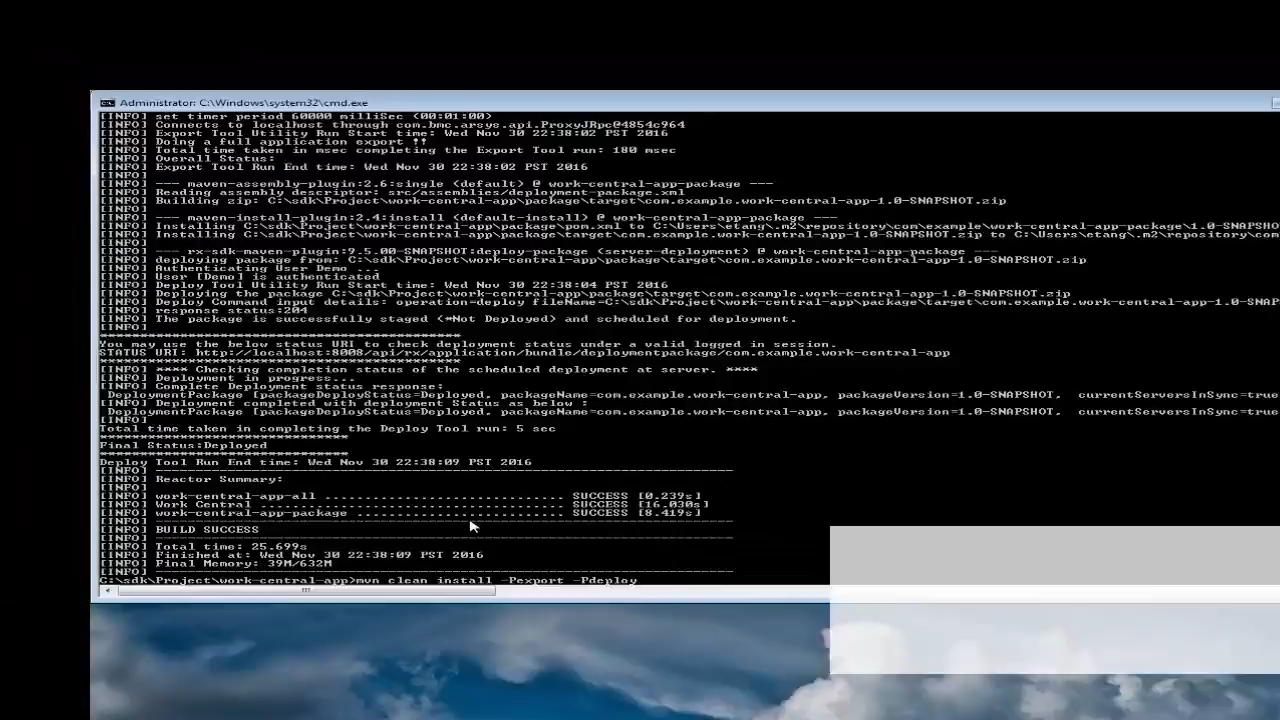 Administrator: C:\Windows\system32\cmd.exe
[INFO] set timer period 60000 milliSec (00:01:00)
[INFO] Connects to localhost through com.bmc.arsys.api.ProxyJRpc@4854c964
[INFO] Export Tool Utility Run Start time: Wed Nov 30 22:38:02 PST 2016
[INFO] Doing a full application export !!
[INFO] Total time taken in msec completing the Export Tool run: 180 msec
[INFO] Overall Status:
[INFO] Export Tool Run End time: Wed Nov 30 22:38:02 PST 2016
[INFO]
[INFO] --- maven-assembly-plugin:2.6:single (default) @ work-central-app-package ---
[INFO] Reading assembly descriptor: src/assemblies/deployment-package.xml
[INFO] Building zip: C:\sdk\Project\work-central-app\package\target\com.example.work-central-app-1.0-SNAPSHOT.zip
[INFO]
[INFO] --- maven-install-plugin:2.4:install (default-install) @ work-central-app-package ---
[INFO] Installing C:\sdk\Project\work-central-app\package\pom.xml to C:\Users\etang\.m2\repository\com\example\work-central-app-package\1.0-SNAPSHO
[INFO] Installing C:\sdk\Project\work-central-app\package\target\com.example.work-central-app-1.0-SNAPSHOT.zip to C:\Users\etang\.m2\repository\com
[INFO]
[INFO] --- rx-sdk-maven-plugin:9.5.00-SNAPSHOT:deploy-package (server-deployment) @ work-central-app-package ---
[INFO] deploying package from: C:\sdk\Project\work-central-app\package\target\com.example.work-central-app-1.0-SNAPSHOT.zip
[INFO] Authenticating User Demo ...
[INFO] User [Demo] is authenticated
[INFO] Deploy Tool Utility Run Start time: Wed Nov 30 22:38:04 PST 2016
[INFO] Deploying the package C:\sdk\Project\work-central-app\package\target\com.example.work-central-app-1.0-SNAPSHOT.zip
[INFO] Deploy Command input details: operation=deploy fileName=C:\sdk\Project\work-central-app\package\target\com.example.work-central-app-1.0-SNAPS
[INFO] response status:204
[INFO] The package is successfully staged (*Not Deployed) and scheduled for deployment.
[INFO]
*********************************************
You may use the below status URI to check deployment status under a valid logged in session.
STATUS URI: http://localhost:8008/api/rx/application/bundle/deploymentpackage/com.example.work-central-app
*********************************************
[INFO] **** Checking completion status of the scheduled deployment at server. ****
[INFO] Deployment in progress...
[INFO] Complete Deployment status response:
DeploymentPackage [packageDeployStatus=Deployed, packageName=com.example.work-central-app, packageVersion=1.0-SNAPSHOT, currentServersInSync=true
[INFO] Deployment completed with deployment Status as below :
DeploymentPackage [packageDeployStatus=Deployed, packageName=com.example.work-central-app, packageVersion=1.0-SNAPSHOT, currentServersInSync=true
[INFO]
Total time taken in completing the Deploy Tool run: 5 sec
*******************************
Final Status:Deployed
*******************************
Deploy Tool Run End time: Wed Nov 30 22:38:09 PST 2016
[INFO] ------------------------------------------------------------------------
[INFO] Reactor Summary:
[INFO]
[INFO] work-central-app-all .............................. SUCCESS [0.239s]
[INFO] Work Central ...................................... SUCCESS [16.030s]
[INFO] work-central-app-package .......................... SUCCESS [8.419s]
[INFO] ------------------------------------------------------------------------
[INFO] BUILD SUCCESS
[INFO] ------------------------------------------------------------------------
[INFO] Total time: 25.699s
[INFO] Finished at: Wed Nov 30 22:38:09 PST 2016
[INFO] Final Memory: 39M/632M
[INFO] ------------------------------------------------------------------------
C:\sdk\Project\work-central-app>mvn clean install -Pexport -Pdeploy